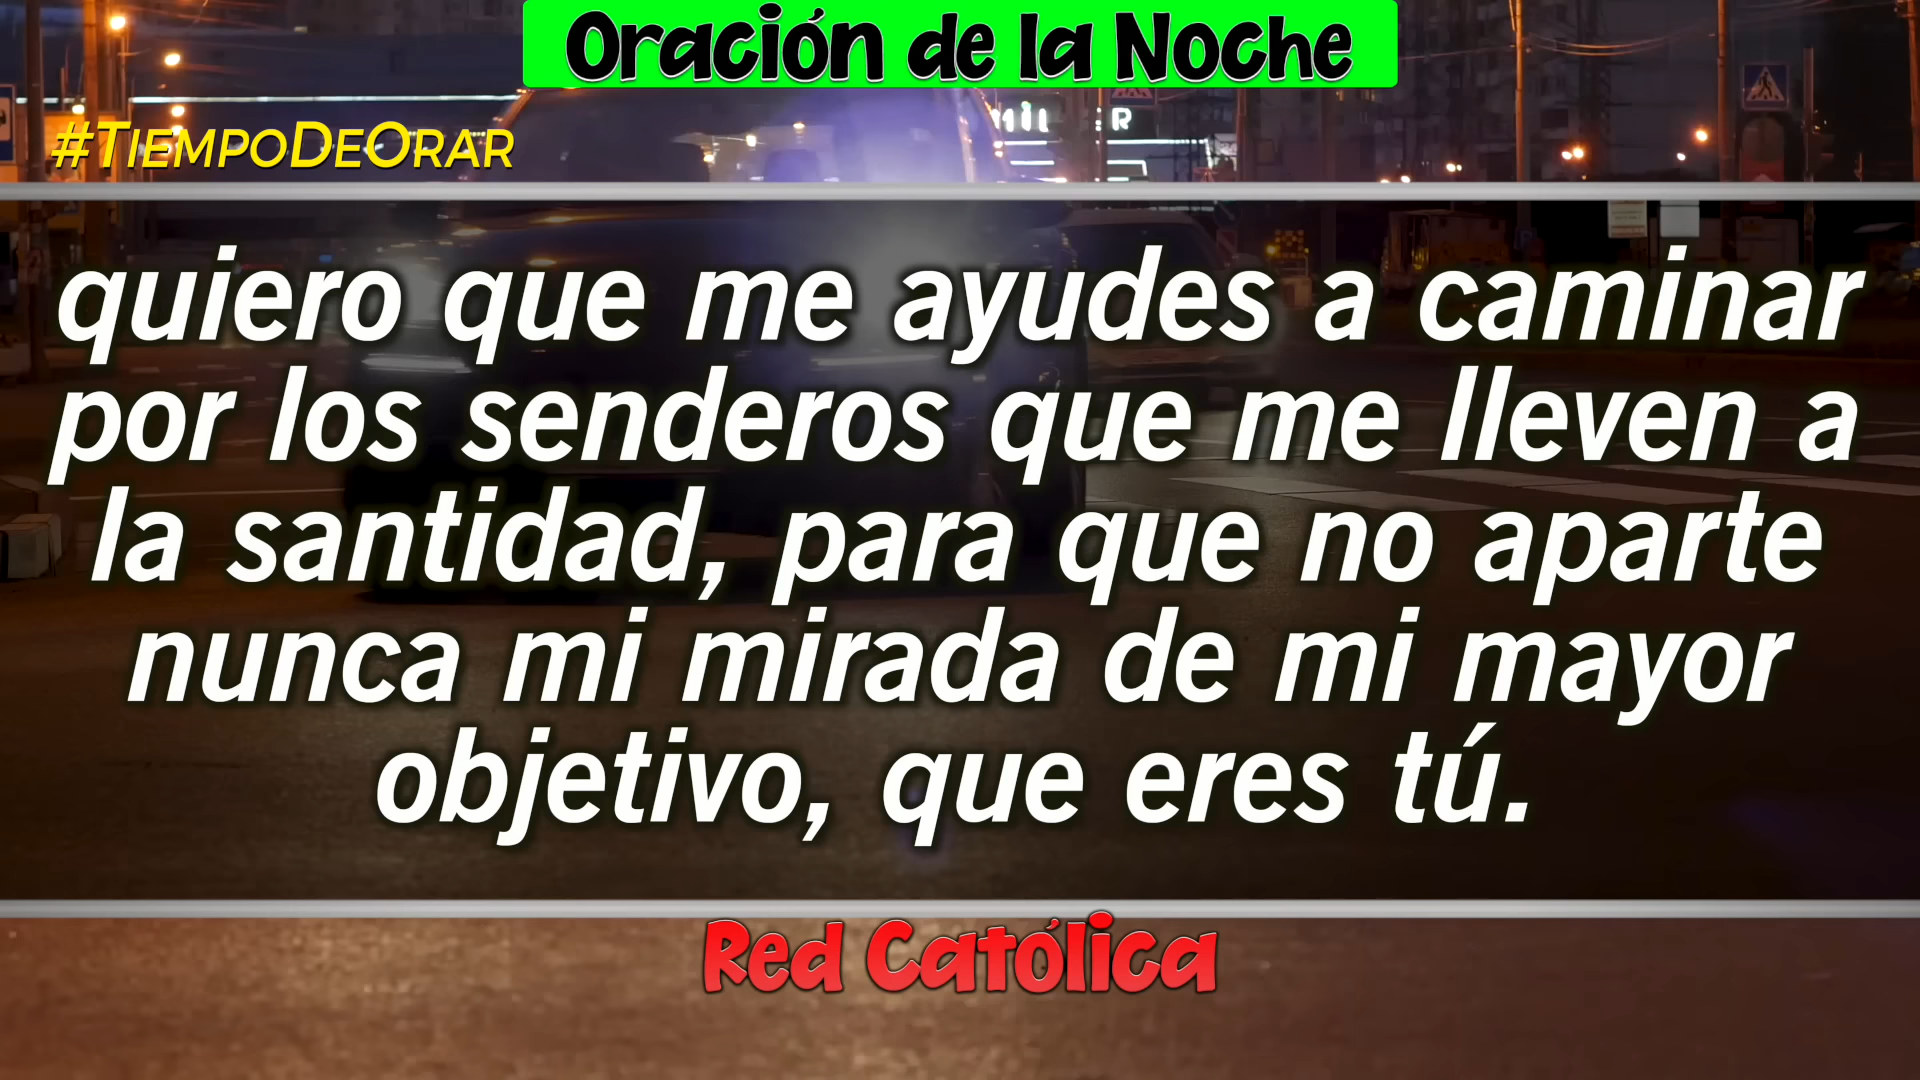 Oración de la Noche
#TiempoDeOrar
quiero que me ayudes a caminar
por los senderos que me lleven a
la santidad, para que no aparte
nunca mi mirada de mi mayor
objetivo, que eres tú.
Red Católica